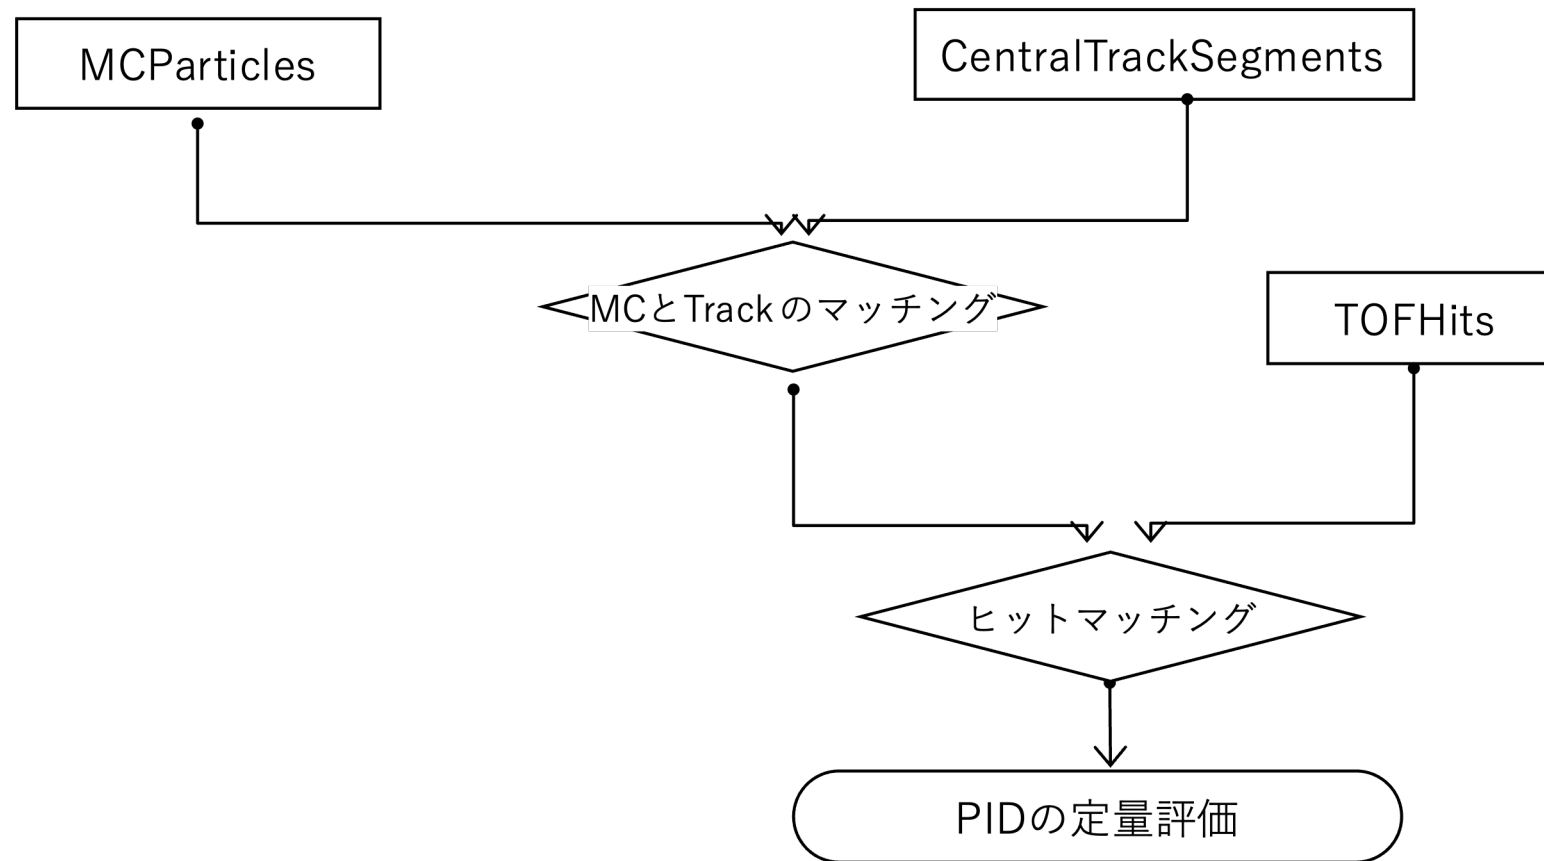 MCParticles
CentralTrackSegments
MCとTrackのマッチング
TOFHits
ヒットマッチング
PIDの定量評価